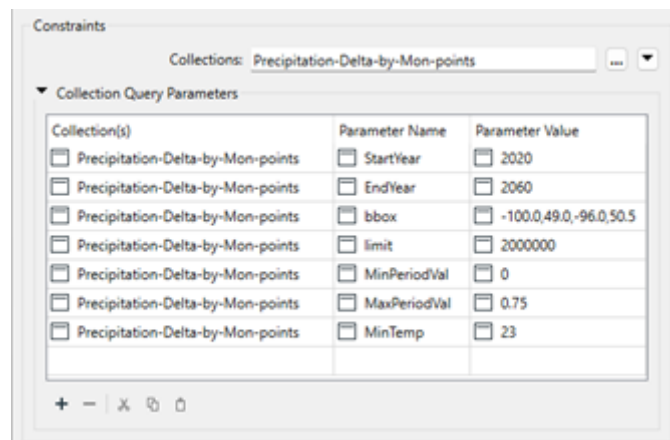 Constraints
Collections: Precipitation-Delta-by-Mon-points ...
Collection Query Parameters
Collection(s) Parameter Name Parameter Value
Precipitation-Delta-by-Mon-points StartYear 2020
Precipitation-Delta-by-Mon-points EndYear 2060
Precipitation-Delta-by-Mon-points bbox -100.0,49.0,-96.0,50.5
Precipitation-Delta-by-Mon-points limit 2000000
Precipitation-Delta-by-Mon-points MinPeriodVal 0
Precipitation-Delta-by-Mon-points MaxPeriodVal 0.75
Precipitation-Delta-by-Mon-points MinTemp 23